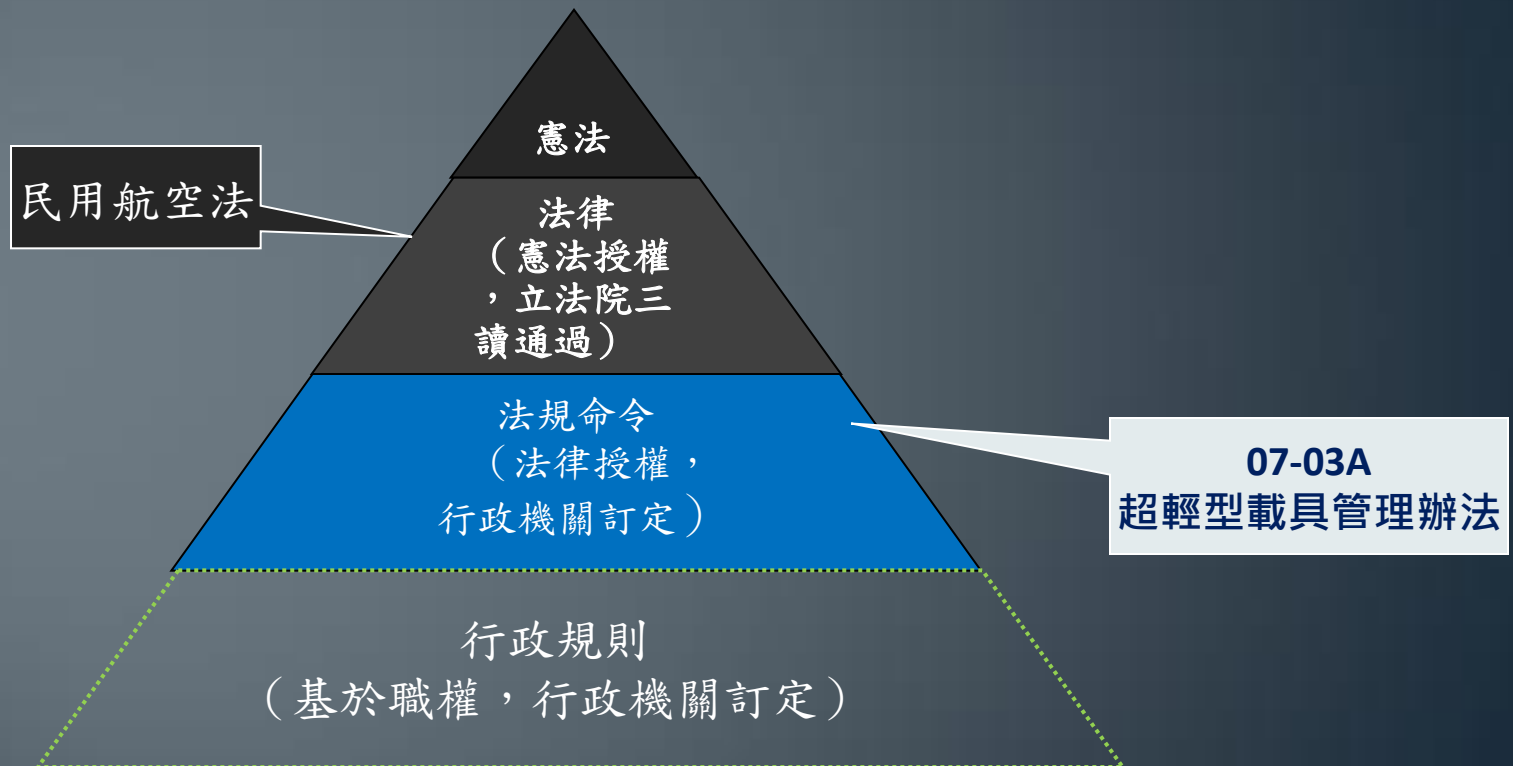 憲法
民用航空法
法律
（憲法授權
，立法院三
讀通過）
法規命令
（法律授權，
行政機關訂定）
07-03A
超輕型載具管理辦法
行政規則
（基於職權，行政機關訂定）